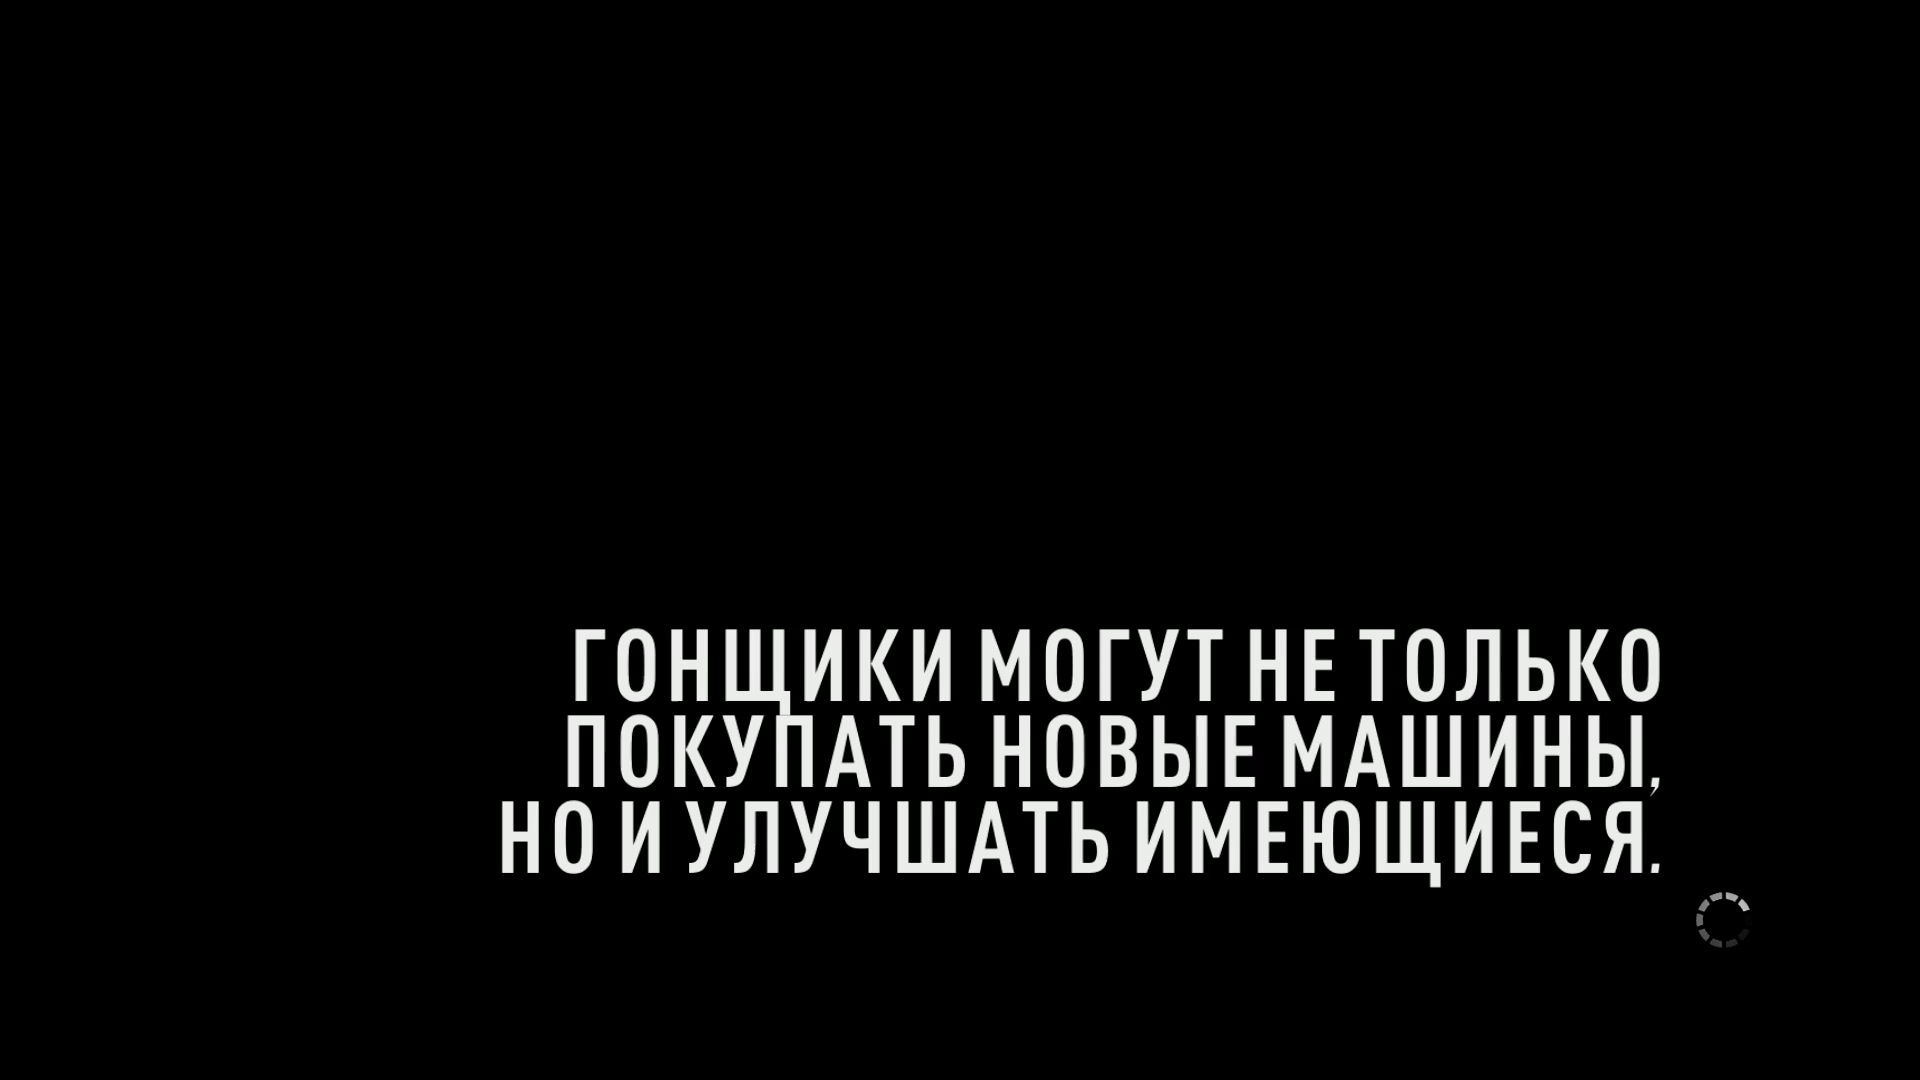 ГОНЩИКИ МОГУТ НЕ ТОЛЬКО
ПОКУПАТЬ НОВЫЕ МАШИНЫ,
НО И УЛУЧШАТЬ ИМЕЮЩИЕСЯ.